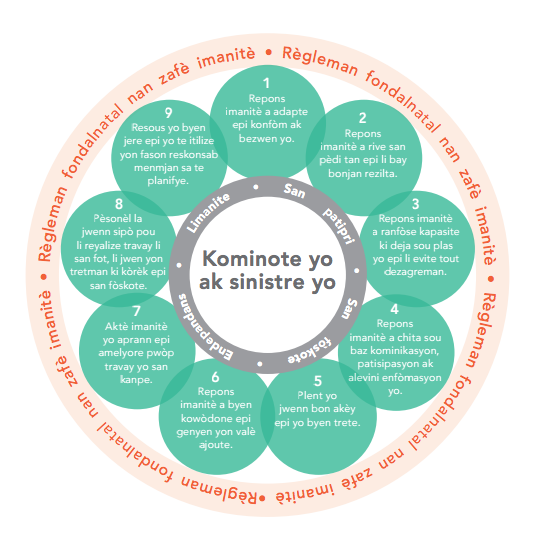 Règleman fondalnatal nan zafè imanitè • Règleman fondalnatal nan zafè imanitè • Règleman fondalnatal nan zafè imanitè • Règleman fondalnatal nan zafè imanitè •
1
Repons
imanitè a adapte
epi konfòm ak
bezwen yo.
2
Repons
imanitè a rive san
pèdi tan epi li bay
bonjan rezilta.
3
Repons imanitè
a ranfòse kapasite
ki deja sou plas
yo epi li evite tout
dezagreman.
4
Repons
imanitè a chita sou
baz kominikasyon,
patisipasyon ak
alevini enfòmasyon
yo.
5
Plent yo
jwenn bon akèy
epi yo byen trete.
6
Repons
imanitè a byen
kowòdone epi
genyen yon valè
ajoute.
7
Aktè imanitè
yo aprann epi
amelyore pwòp
travay yo san
kanpe.
8
Pèsonèl la
jwenn sipò pou
li reyalize travay li
san fot, li jwen yon
tretman ki kòrèk epi
san fòskote.
9
Resous yo byen
jere epi yo te itilize
yon fason reskonsab
menmjan sa te
planifye.
Limanite • San patipri • San fòskote • Endepandans •
Kominote yo
ak sinistre yo